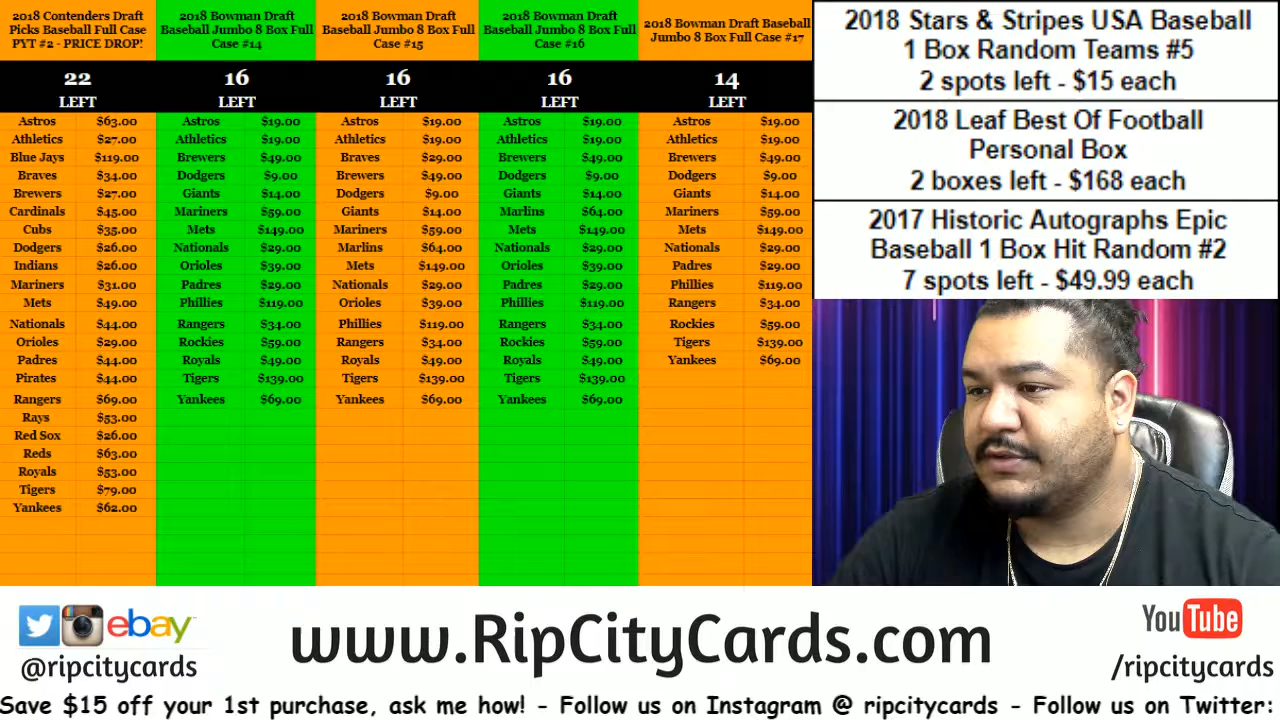 2018 Contenders Draft
Picks Baseball Full Case
PYT #2 - PRICE DROP!
22
LEFT
Astros $63.00
Athletics $27.00
Blue Jays $119.00
Braves $34.00
Brewers $27.00
Cardinals $45.00
Cubs $35.00
Dodgers $26.00
Indians $26.00
Mariners $31.00
Mets $49.00
Nationals $44.00
Orioles $29.00
Padres $44.00
Pirates $44.00
Rangers $69.00
Rays $53.00
Red Sox $26.00
Reds $63.00
Royals $53.00
Tigers $79.00
Yankees $62.00
2018 Bowman Draft
Baseball Jumbo 8 Box Full
Case #14
16
LEFT
Astros $19.00
Athletics $19.00
Brewers $49.00
Dodgers $9.00
Giants $14.00
Mariners $59.00
Mets $149.00
Nationals $29.00
Orioles $39.00
Padres $29.00
Phillies $119.00
Rangers $34.00
Rockies $59.00
Royals $49.00
Tigers $139.00
Yankees $69.00
2018 Bowman Draft
Baseball Jumbo 8 Box Full
Case #15
16
LEFT
Astros $19.00
Athletics $19.00
Braves $29.00
Brewers $49.00
Dodgers $9.00
Giants $14.00
Mariners $59.00
Marlins $64.00
Mets $149.00
Nationals $29.00
Orioles $39.00
Phillies $119.00
Rangers $34.00
Royals $49.00
Tigers $139.00
Yankees $69.00
2018 Bowman Draft
Baseball Jumbo 8 Box Full
Case #16
16
LEFT
Astros $19.00
Athletics $19.00
Brewers $49.00
Dodgers $9.00
Giants $14.00
Marlins $64.00
Mets $149.00
Nationals $29.00
Orioles $39.00
Padres $29.00
Phillies $119.00
Rangers $34.00
Rockies $59.00
Royals $49.00
Tigers $139.00
Yankees $69.00
2018 Bowman Draft Baseball
Jumbo 8 Box Full Case #17
14
LEFT
Astros $19.00
Athletics $19.00
Brewers $49.00
Dodgers $9.00
Giants $14.00
Mariners $59.00
Mets $149.00
Nationals $29.00
Padres $29.00
Phillies $119.00
Rangers $34.00
Rockies $59.00
Tigers $139.00
Yankees $69.00
2018 Stars & Stripes USA Baseball
1 Box Random Teams #5
2 spots left - $15 each
2018 Leaf Best Of Football
Personal Box
2 boxes left - $168 each
2017 Historic Autographs Epic
Baseball 1 Box Hit Random #2
7 spots left - $49.99 each
ebay
@ripcitycards
www.RipCityCards.com
YouTube
/ripcitycards
Save $15 off your 1st purchase, ask me how! - Follow us on Instagram @ ripcitycards - Follow us on Twitter: